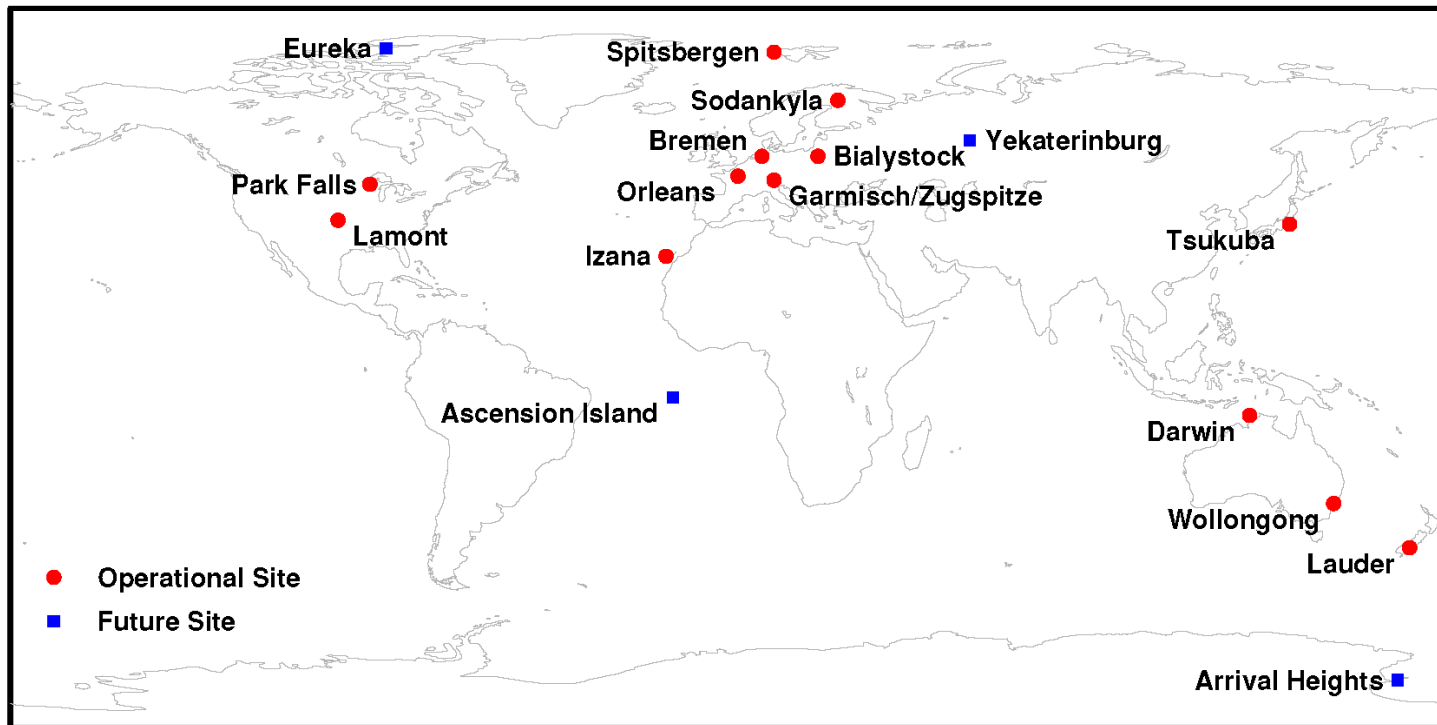 Eureka
Spitsbergen
Sodankyla
Bremen
Bialystock
Yekaterinburg
Park Falls
Orleans
Garmisch/Zugspitze
Lamont
Tsukuba
Izana
Ascension Island
Darwin
Wollongong
Lauder
Operational Site
Future Site
Arrival Heights